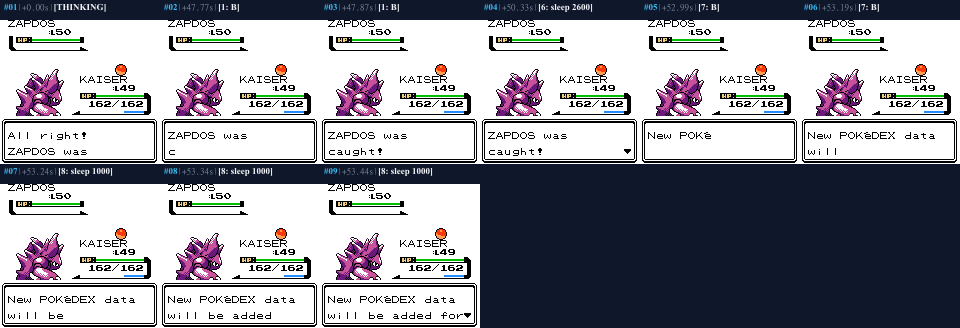 #01|+0.00s|[THINKING]
ZAPDOS
:L50
HP:
KAISER
:L49
HP:
162/162
All right!
ZAPDOS was
#02|+47.77s|[1: B]
ZAPDOS
:L50
HP:
KAISER
:L49
HP:
162/162
ZAPDOS was
c
#03|+47.87s|[1: B]
ZAPDOS
:L50
HP:
KAISER
:L49
HP:
162/162
ZAPDOS was
caught!
#04|+50.33s|[6: sleep 2600]
ZAPDOS
:L50
HP:
KAISER
:L49
HP:
162/162
ZAPDOS was
caught!
#05|+52.99s|[7: B]
ZAPDOS
:L50
HP:
KAISER
:L49
HP:
162/162
New POKé
#06|+53.19s|[7: B]
ZAPDOS
:L50
HP:
KAISER
:L49
HP:
162/162
New POKéDEX data
will
#07|+53.24s|[8: sleep 1000]
ZAPDOS
:L50
HP:
KAISER
:L49
HP:
162/162
New POKéDEX data
will be
#08|+53.34s|[8: sleep 1000]
ZAPDOS
:L50
HP:
KAISER
:L49
HP:
162/162
New POKéDEX data
will be added
#09|+53.44s|[8: sleep 1000]
ZAPDOS
:L50
HP:
KAISER
:L49
HP:
162/162
New POKéDEX data
will be added for